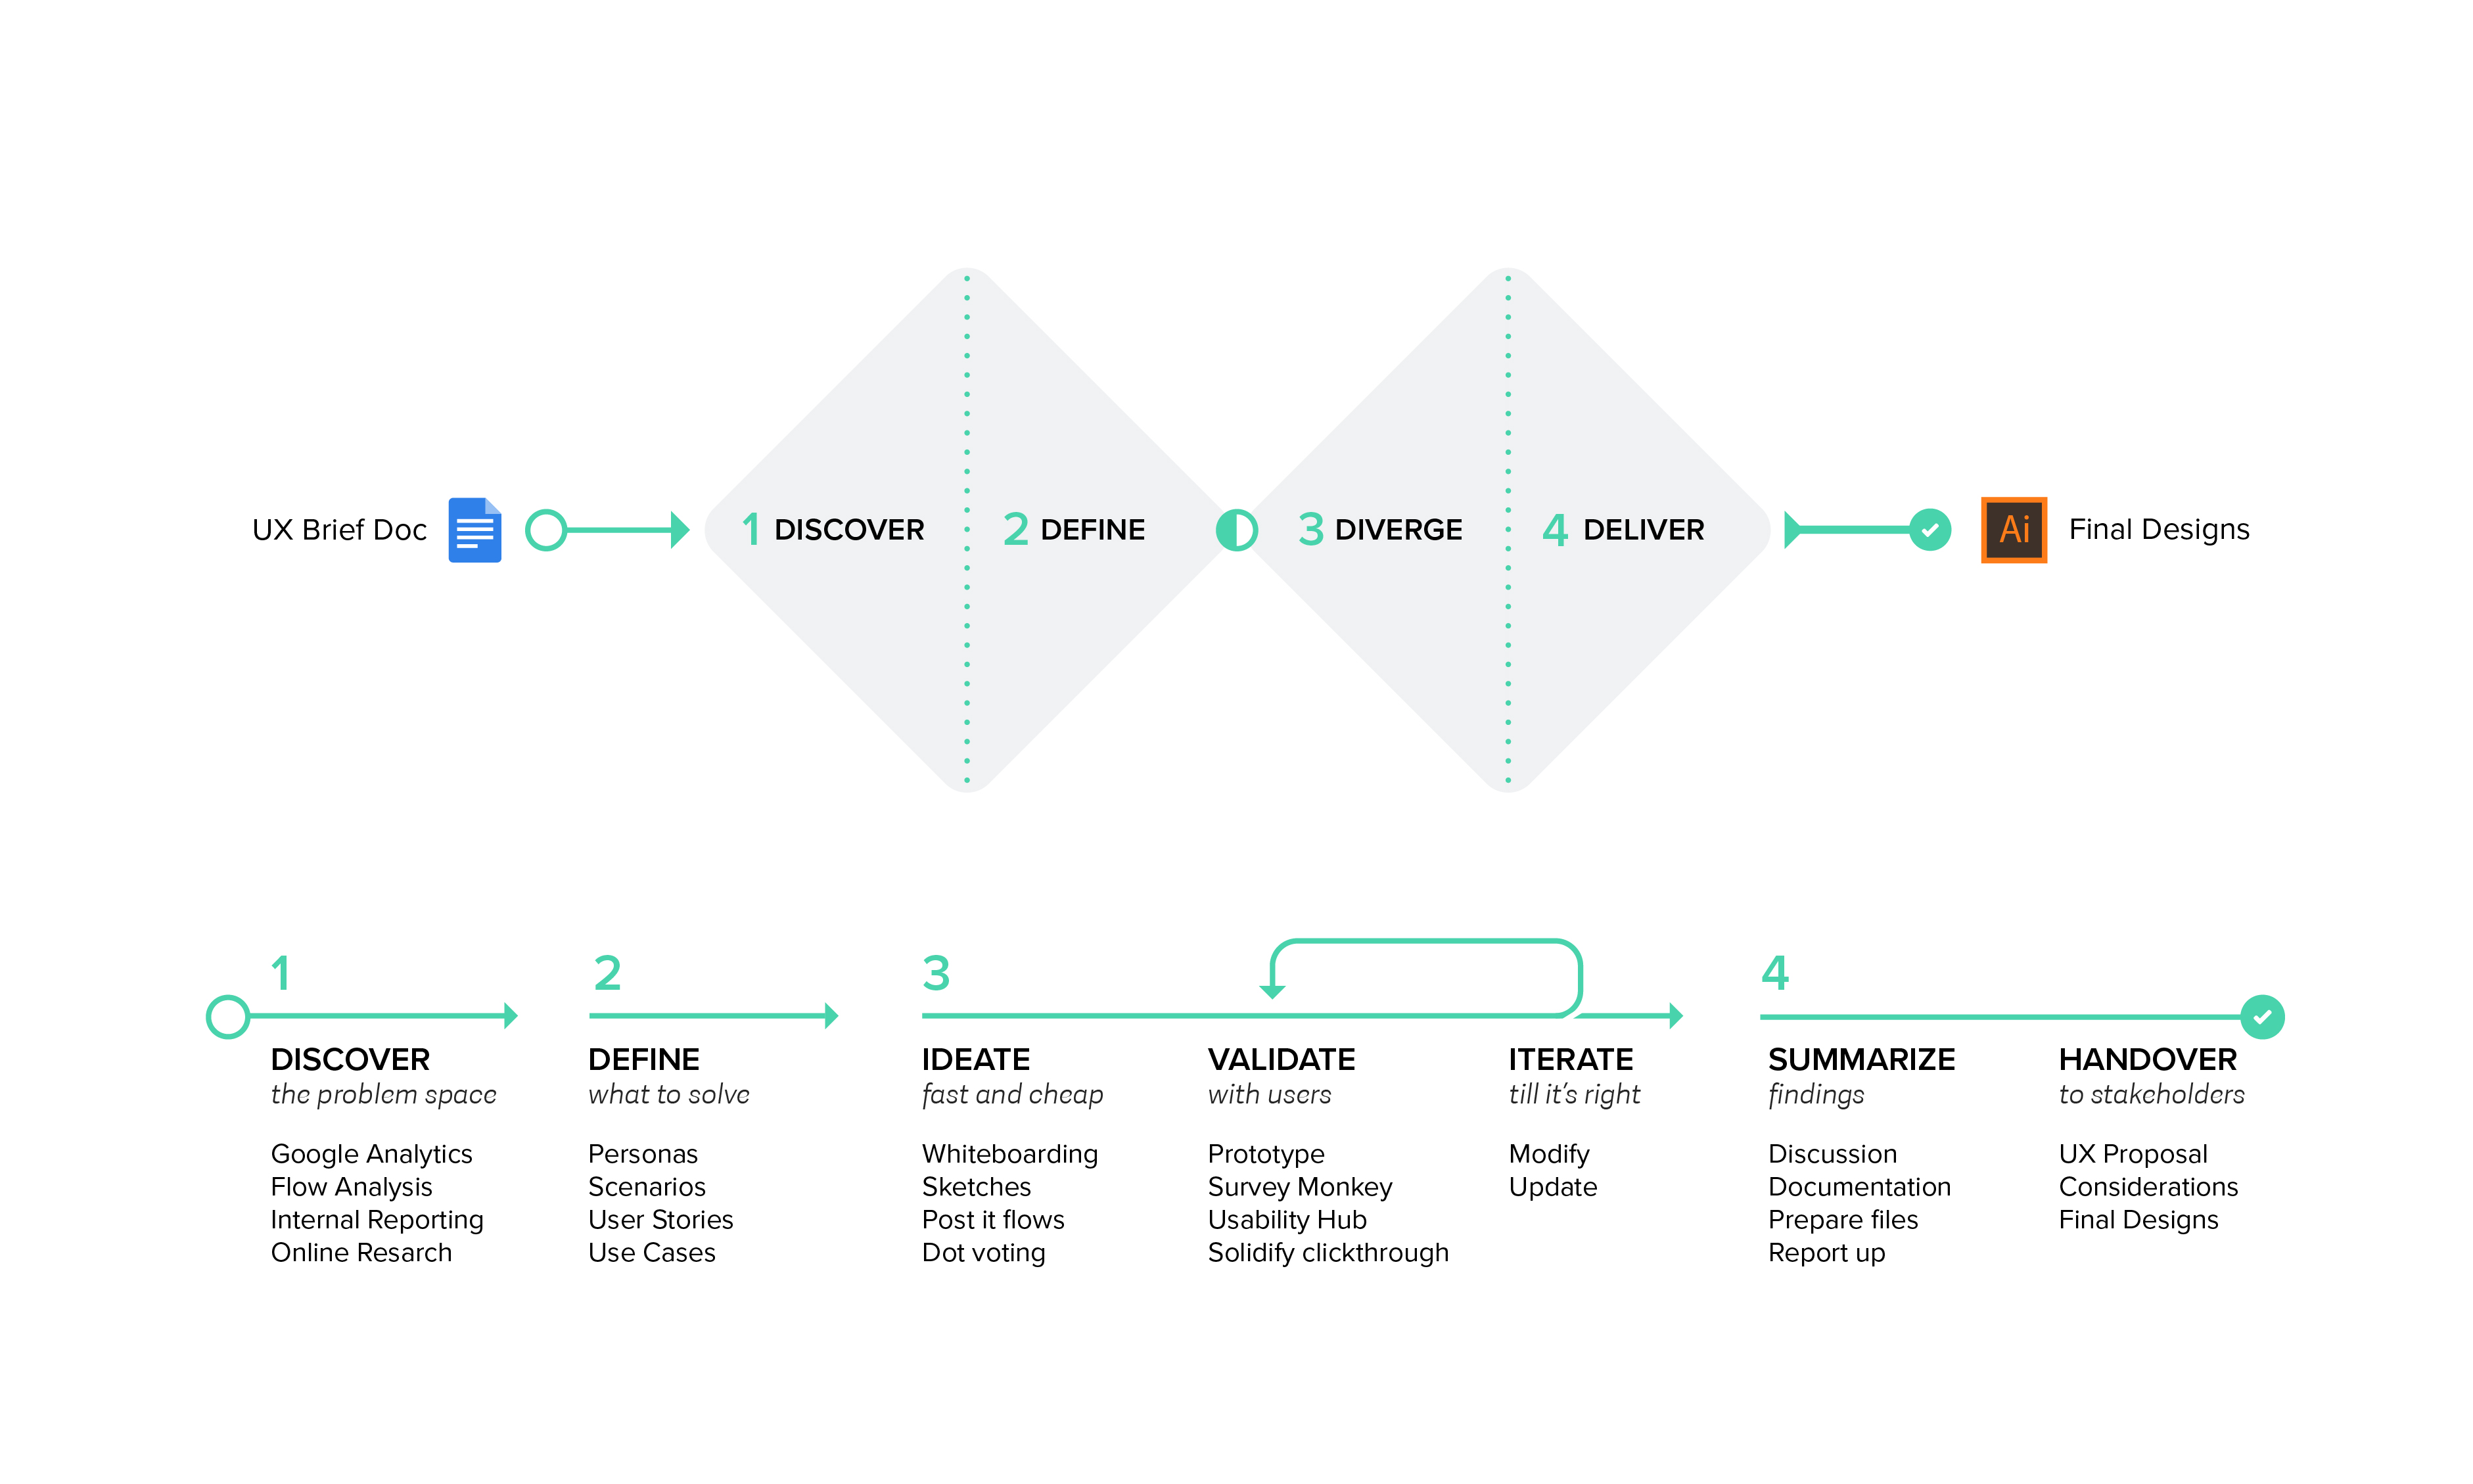 UX Brief Doc
1 DISCOVER
2 DEFINE
3 DIVERGE
4 DELIVER
Ai
Final Designs
1
DISCOVER
the problem space
Google Analytics
Flow Analysis
Internal Reporting
Online Resarch
2
DEFINE
what to solve
Personas
Scenarios
User Stories
Use Cases
3
IDEATE
fast and cheap
Whiteboarding
Sketches
Post it flows
Dot voting
VALIDATE
with users
Prototype
Survey Monkey
Usability Hub
Solidify clickthrough
ITERATE
till it's right
Modify
Update
4
SUMMARIZE
findings
Discussion
Documentation
Prepare files
Report up
HANDOVER
to stakeholders
UX Proposal
Considerations
Final Designs